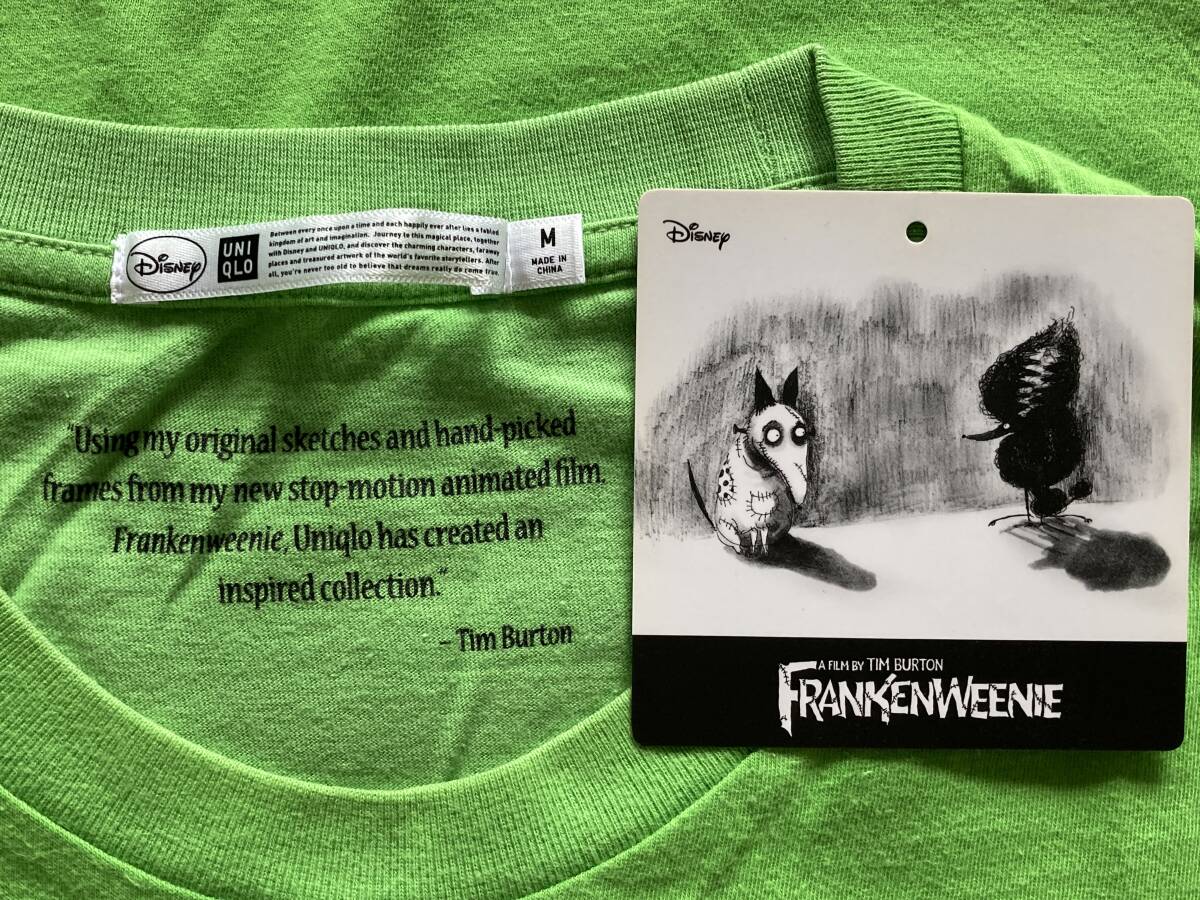 Disney
UNI
QLO
Between every once upon a time and each happily ever after lies a fabled
kingdom of art and imagination. Journey to this magical place, together
with Disney and UNIQLO, and discover the charming characters, faraway
places and treasured artwork of the world's favorite storytellers. After
all, you're never too old to believe that dreams really do come true.
M
MADE IN
CHINA
"Using my original sketches and hand-picked
frames from my new stop-motion animated film,
Frankenweenie, Uniqlo has created an
inspired collection."
– Tim Burton
Disney
A FILM BY TIM BURTON
FRANKENWEENIE